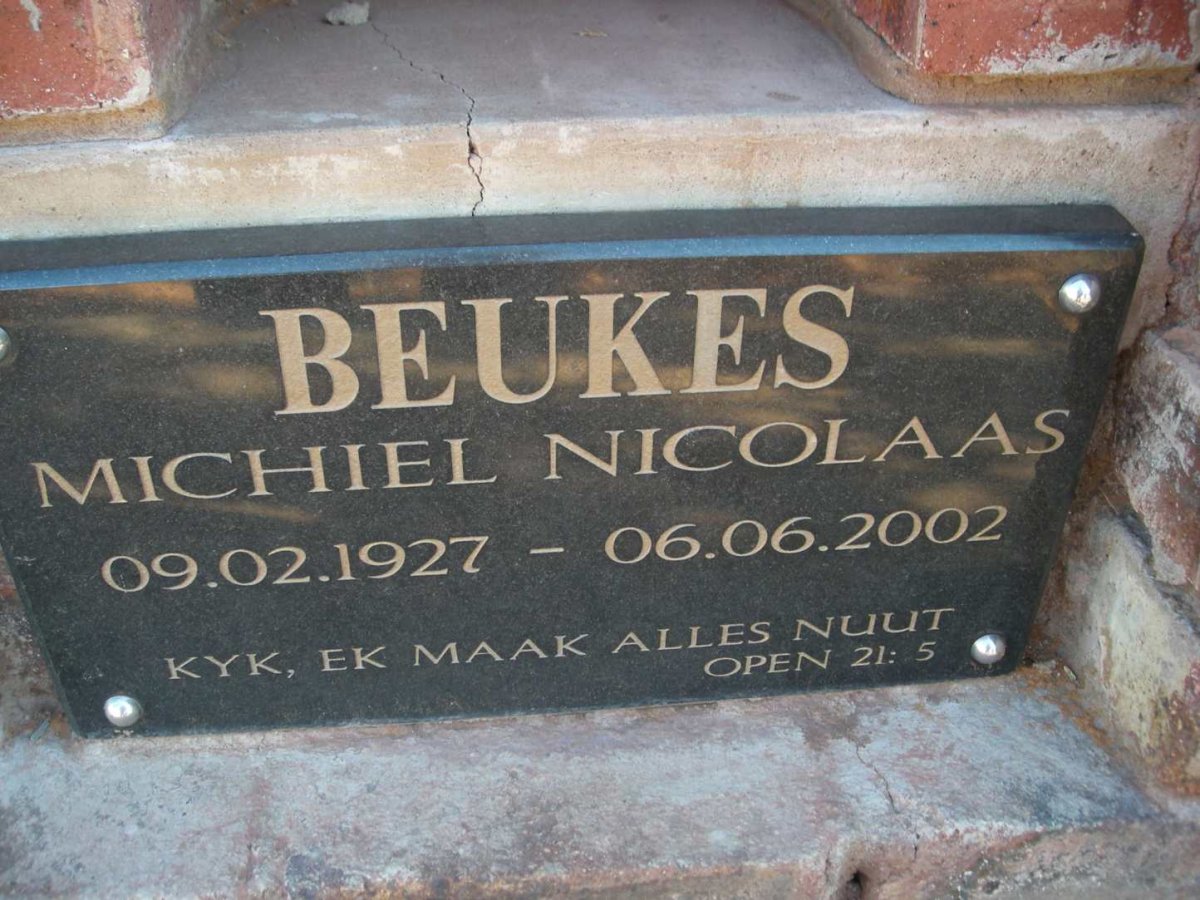 BEUKES
MICHIEL NICOLAAS
09.02.1927 – 06.06.2002
KYK, EK MAAK ALLES NUUT
OPEN 21: 5